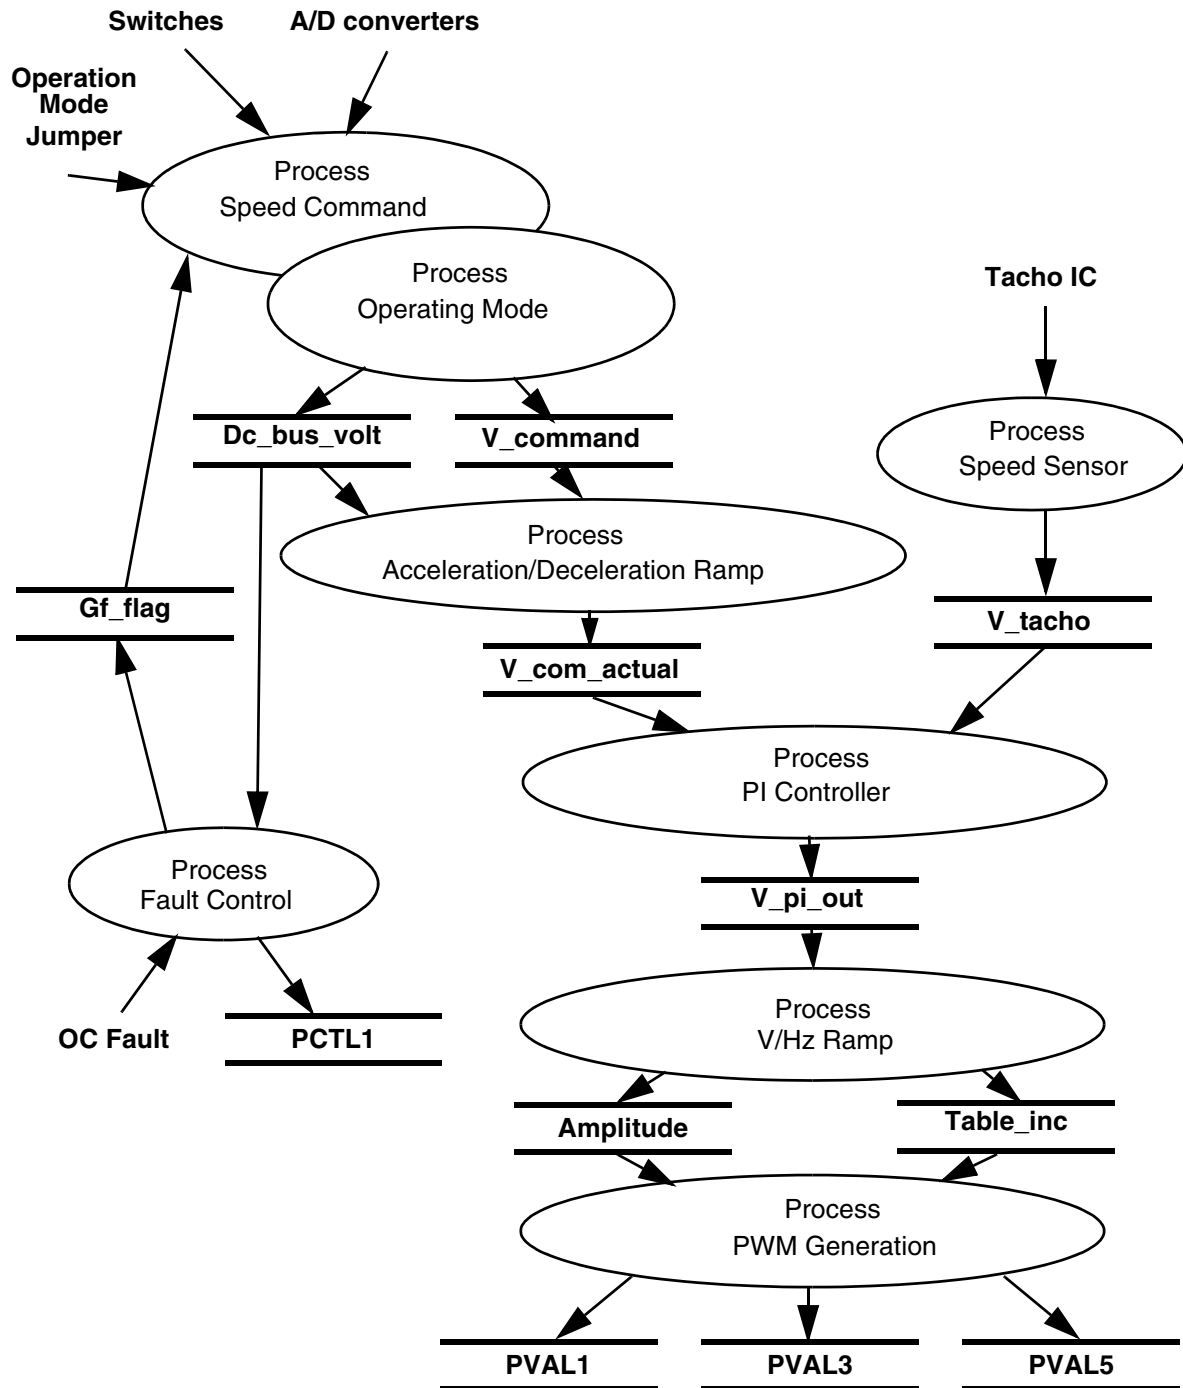 Switches
A/D converters
Operation
Mode
Jumper
Process
Speed Command
Process
Operating Mode
Tacho IC
Dc_bus_volt
V_command
Process
Speed Sensor
Process
Acceleration/Deceleration Ramp
Gf_flag
V_tacho
V_com_actual
Process
PI Controller
Process
Fault Control
V_pi_out
OC Fault
PCTL1
Process
V/Hz Ramp
Amplitude
Table_inc
Process
PWM Generation
PVAL1
PVAL3
PVAL5